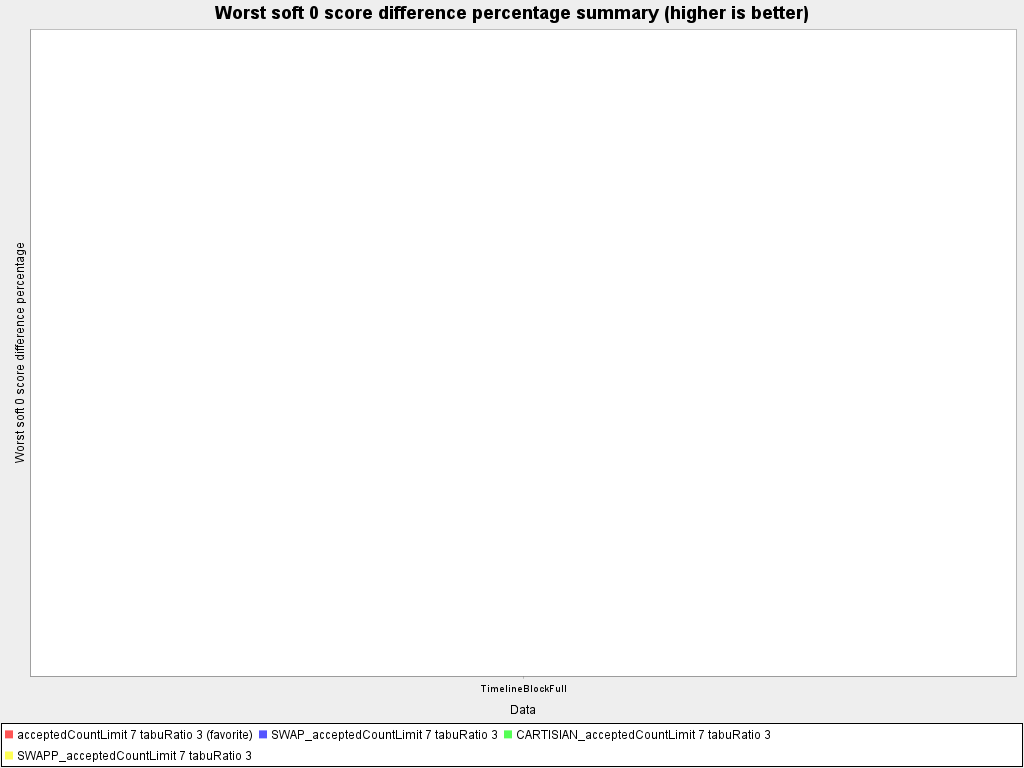 Worst soft 0 score difference percentage summary (higher is better)
Worst soft 0 score difference percentage
TimelineBlockFull
Data
acceptedCountLimit 7 tabuRatio 3 (favorite) SWAP_acceptedCountLimit 7 tabuRatio 3 CARTISIAN_acceptedCountLimit 7 tabuRatio 3
SWAPP_acceptedCountLimit 7 tabuRatio 3